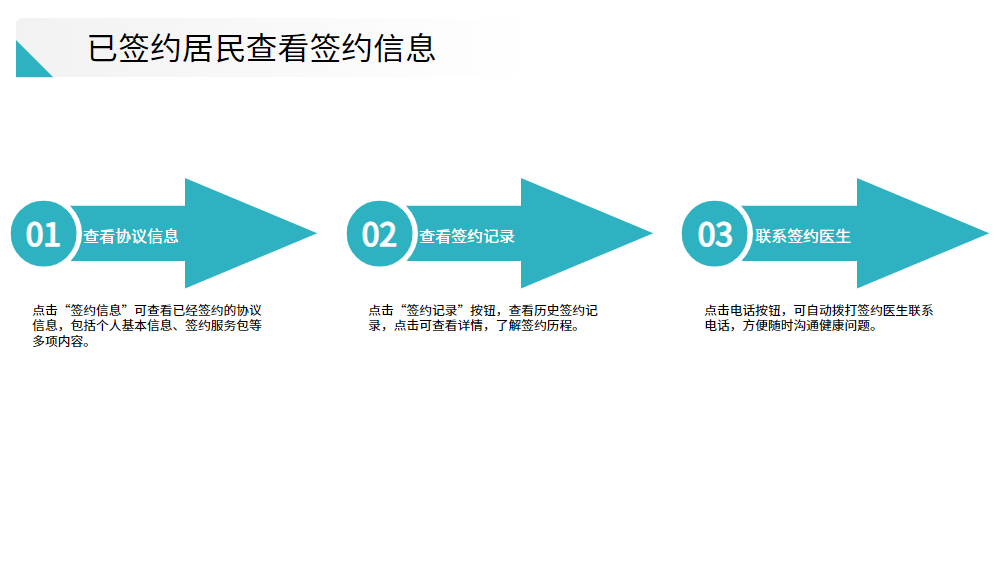 已签约居民查看签约信息
01
查看协议信息
02
查看签约记录
03
联系签约医生
点击“签约信息”可查看已经签约的协议
信息，包括个人基本信息、签约服务包等
多项内容。
点击“签约记录”按钮，查看历史签约记
录，点击可查看详情，了解签约历程。
点击电话按钮，可自动拨打签约医生联系
电话，方便随时沟通健康问题。